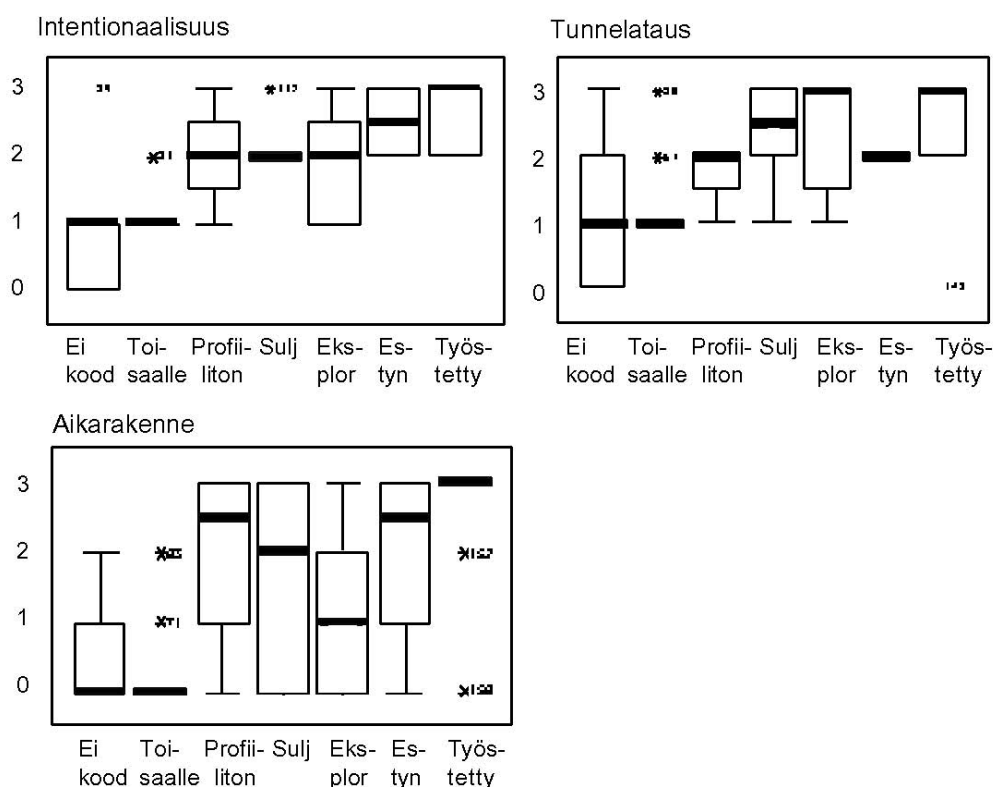 Intentionaalisuus
3
2
1
0
Ei Toi- Profii- Sulj Eks- Es- Työs-
kood saalle liton plor tyn tetty
Tunnelataus
3
2
1
0
Ei Toi- Profii- Sulj Eks- Es- Työs-
kood saalle liton plor tyn tetty
Aikarakenne
3
2
1
0
Ei Toi- Profii- Sulj Eks- Es- Työs-
kood saalle liton plor tyn tetty